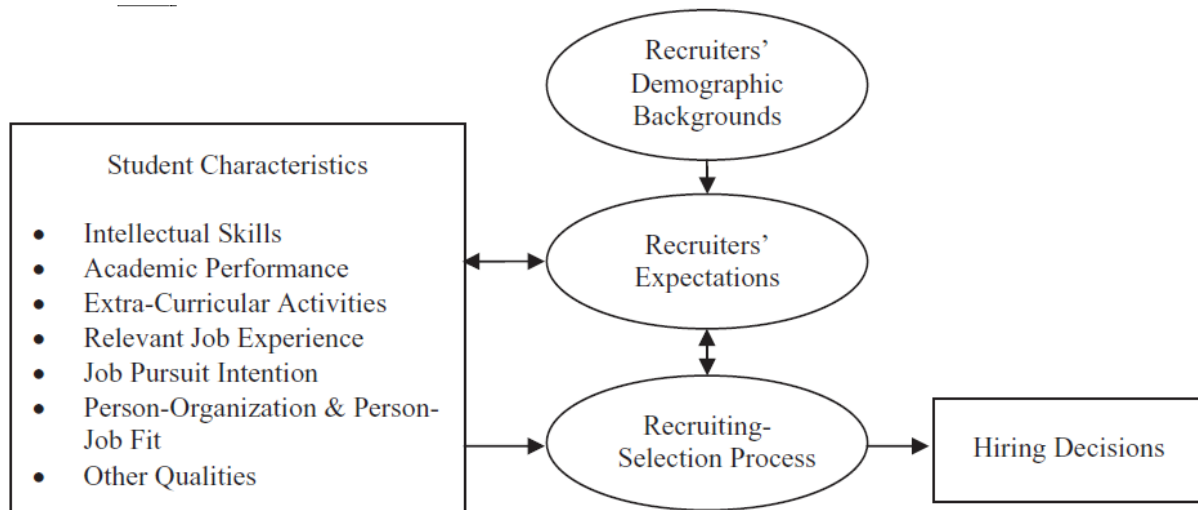 Recruiters’
Demographic
Backgrounds
Student Characteristics
• Intellectual Skills
• Academic Performance
• Extra-Curricular Activities
• Relevant Job Experience
• Job Pursuit Intention
• Person-Organization & Person-
Job Fit
• Other Qualities
Recruiters’
Expectations
Recruiting-
Selection Process
Hiring Decisions